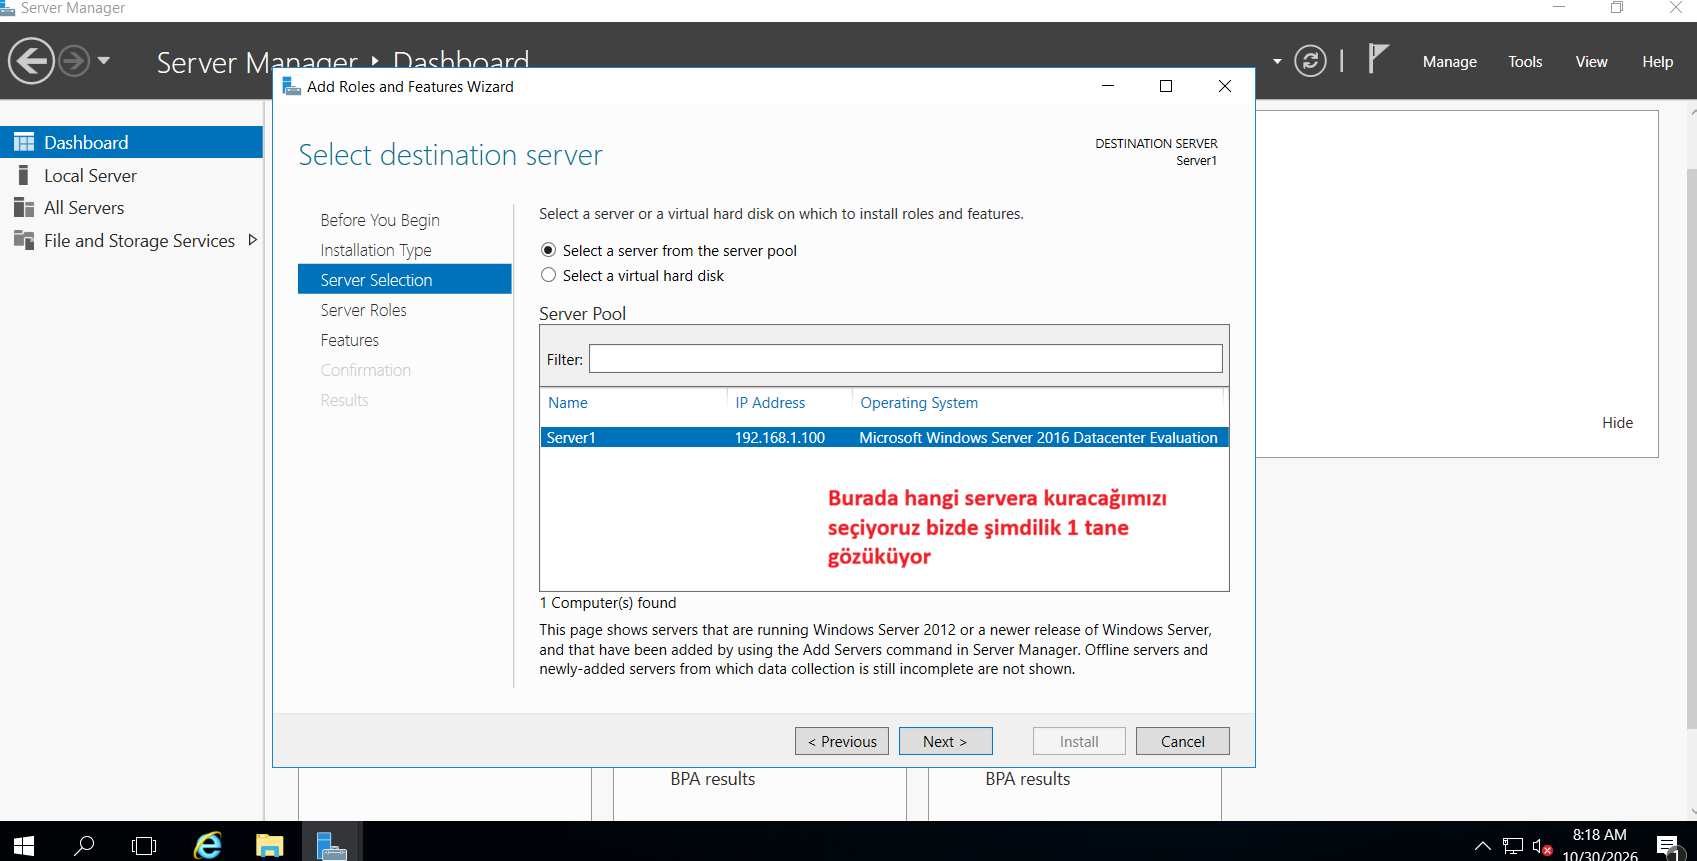 Server Manager
Server Manager ‣ Dashboard
Manage Tools View Help
Dashboard
Local Server
All Servers
File and Storage Services
Add Roles and Features Wizard
Select destination server
DESTINATION SERVER
Server1
Before You Begin
Installation Type
Server Selection
Server Roles
Features
Confirmation
Results
Select a server or a virtual hard disk on which to install roles and features.
Select a server from the server pool
Select a virtual hard disk
Server Pool
Filter:
Name IP Address Operating System
Server1 192.168.1.100 Microsoft Windows Server 2016 Datacenter Evaluation
Burada hangi servera kuracağımızı
seçiyoruz bizde şimdilik 1 tane
gözüküyor
1 Computer(s) found
This page shows servers that are running Windows Server 2012 or a newer release of Windows Server,
and that have been added by using the Add Servers command in Server Manager. Offline servers and
newly-added servers from which data collection is still incomplete are not shown.
< Previous Next > Install Cancel
Hide
BPA results BPA results
8:18 AM
10/30/2026
1